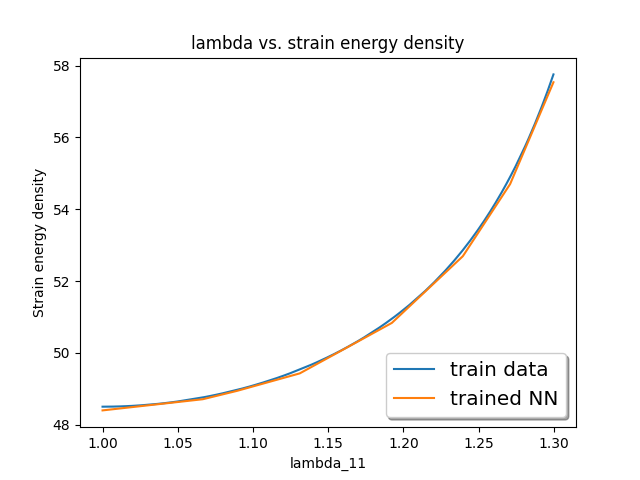 lambda vs. strain energy density
58
56
54
52
50
48
Strain energy density
train data
trained NN
1.00 1.05 1.10 1.15 1.20 1.25 1.30
lambda_11